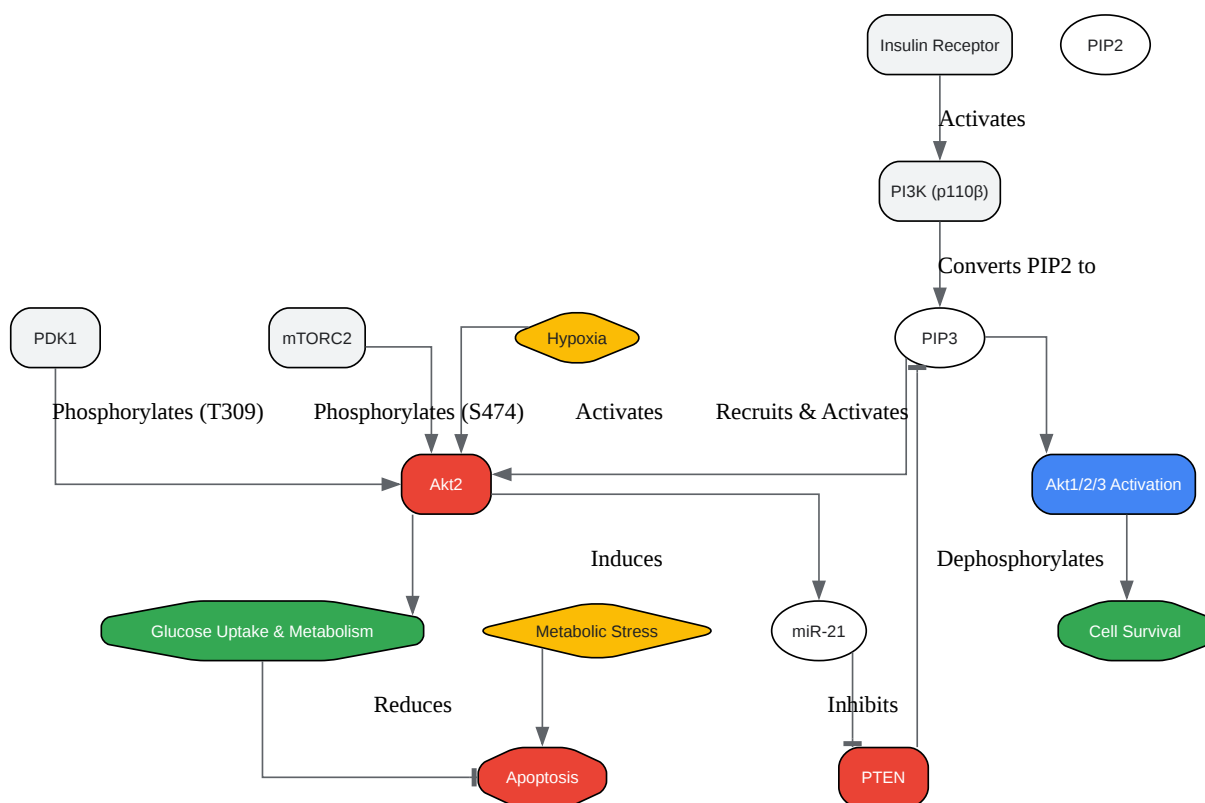 Insulin Receptor
PIP2
Activates
PI3K (p110β)
Converts PIP2 to
PDK1
mTORC2
Hypoxia
PIP3
Phosphorylates (T309)
Phosphorylates (S474)
Activates
Recruits & Activates
Akt2
Akt1/2/3 Activation
Induces
Dephosphorylates
Glucose Uptake & Metabolism
Metabolic Stress
miR-21
Cell Survival
Reduces
Inhibits
Apoptosis
PTEN